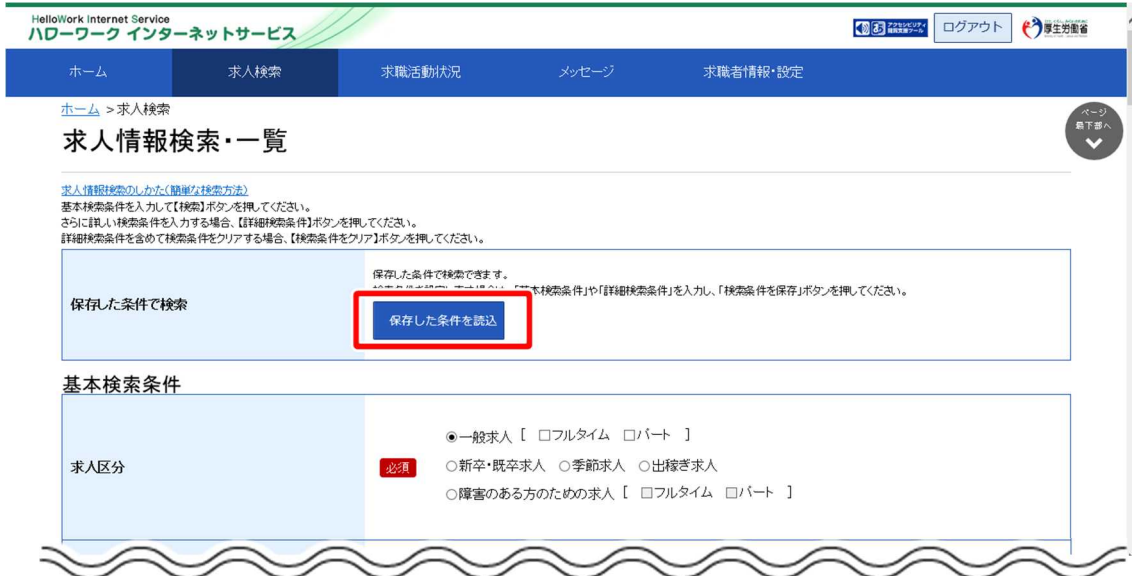 HelloWork Internet Service
ハローワーク インターネットサービス
アクセシビリティ
閲覧支援ツール
ログアウト
厚生労働省
ホーム 求人検索 求職活動状況 メッセージ 求職者情報・設定
ホーム > 求人検索
ページ
最下部へ
求人情報検索・一覧
求人情報検索のしかた(簡単な検索方法)
基本検索条件を入力して【検索】ボタンを押してください。
さらに詳しい検索条件を入力する場合、【詳細検索条件】ボタンを押してください。
詳細検索条件を含めて検索条件をクリアする場合、【検索条件をクリア】ボタンを押してください。
保存した条件で検索
保存した条件で検索できます。
「基本検索条件」や「詳細検索条件」を入力し、「検索条件を保存」ボタンを押してください。
保存した条件を読込
基本検索条件
求人区分
必須
一般求人 [ フルタイム パート ]
新卒・既卒求人 季節求人 出稼ぎ求人
障害のある方のための求人 [ フルタイム パート ]